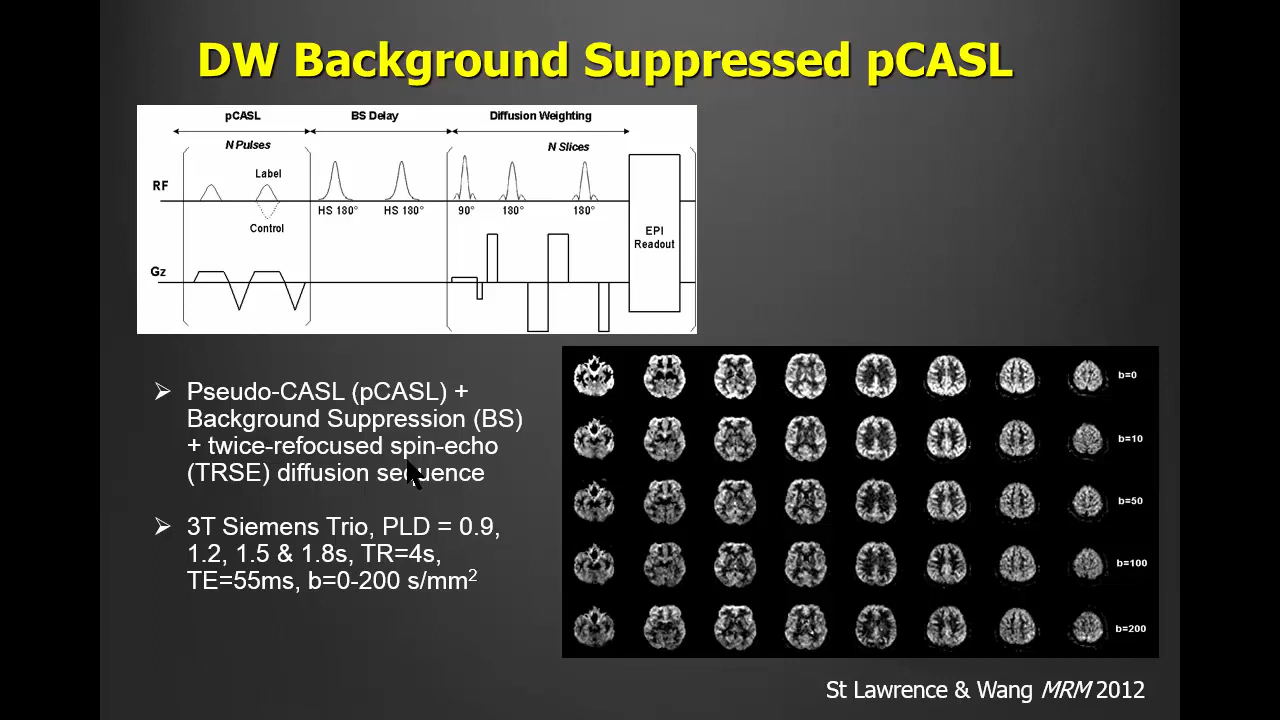 DW Background Suppressed pCASL
pCASL
BS Delay
Diffusion Weighting
N Pulses
N Slices
RF
Label
HS 180°
HS 180°
90°
180°
180°
Control
EPI
Readout
Gz
➢ Pseudo-CASL (pCASL) +
Background Suppression (BS)
+ twice-refocused spin-echo
(TRSE) diffusion sequence
➢ 3T Siemens Trio, PLD = 0.9,
1.2, 1.5 & 1.8s, TR=4s,
TE=55ms, b=0-200 s/mm²
b=0
b=10
b=50
b=100
b=200
St Lawrence & Wang MRM 2012